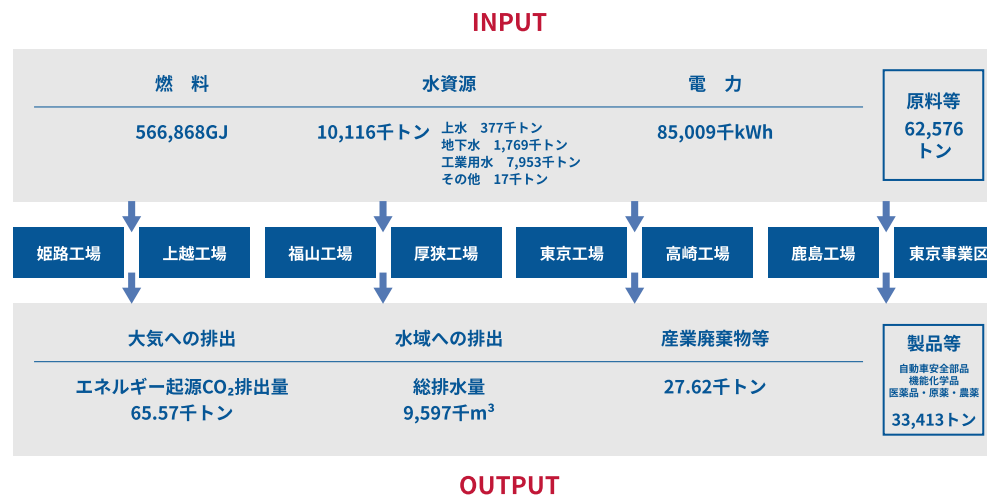 INPUT
燃　料
566,868GJ
水資源
10,116千トン
上水　377千トン
地下水　1,769千トン
工業用水　7,953千トン
その他　17千トン
電　力
85,009千kWh
原料等
62,576
トン
姫路工場
上越工場
福山工場
厚狭工場
東京工場
高崎工場
鹿島工場
東京事業区
大気への排出
エネルギー起源CO₂排出量
65.57千トン
水域への排出
総排水量
9,597千m³
産業廃棄物等
27.62千トン
製品等
自動車安全部品
機能化学品
医薬品・原薬・農薬
33,413トン
OUTPUT